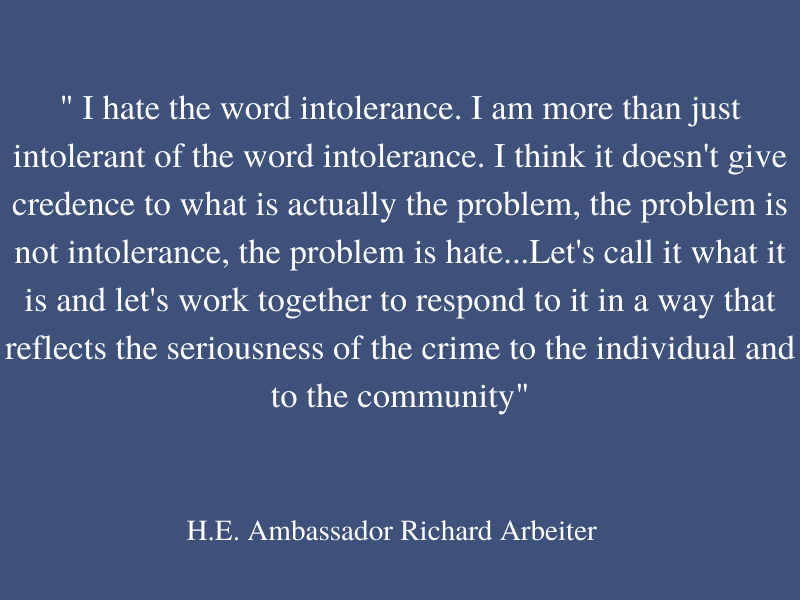 " I hate the word intolerance. I am more than just
intolerant of the word intolerance. I think it doesn't give
credence to what is actually the problem, the problem is
not intolerance, the problem is hate...Let's call it what it
is and let's work together to respond to it in a way that
reflects the seriousness of the crime to the individual and
to the community"
H.E. Ambassador Richard Arbeiter